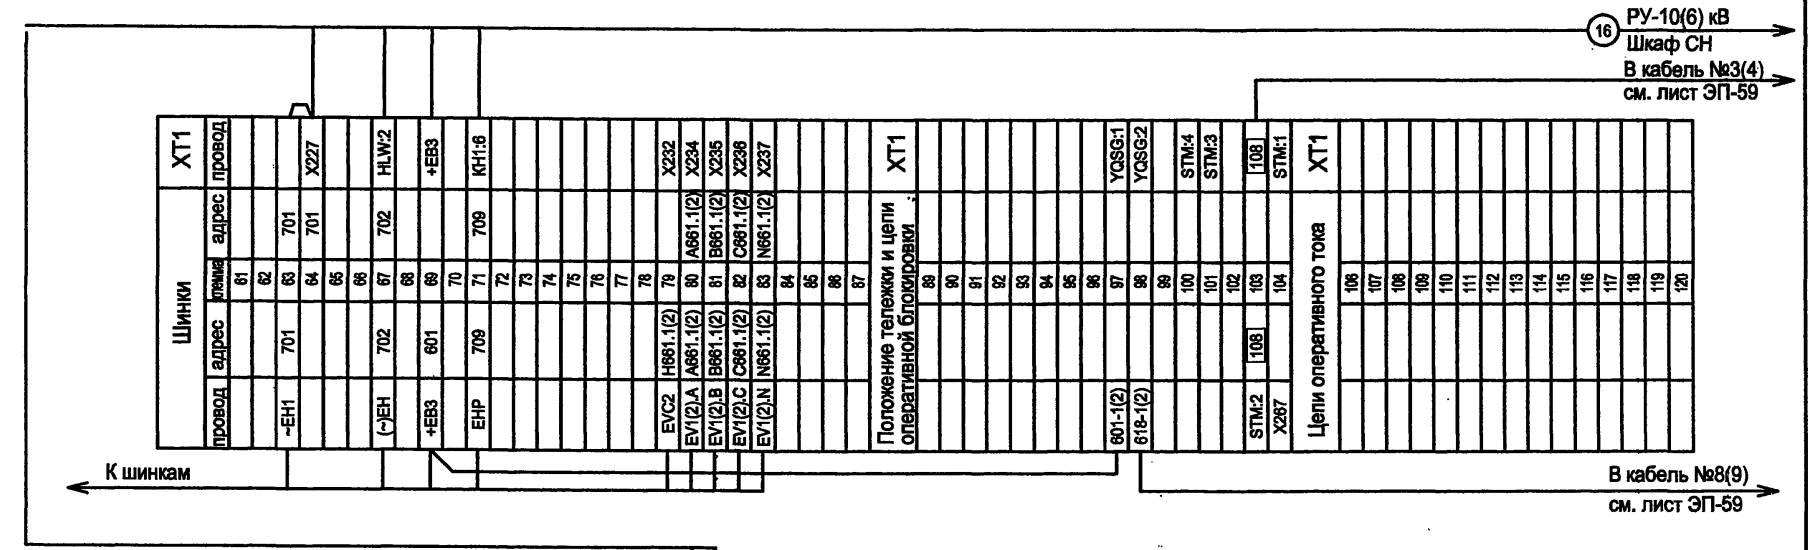 РУ-10(6) кВ
16
Шкаф СН
В кабель №3(4)
см. лист ЭП-59
XT1
провод
X227
HLW:2
+EB3
KH1:6
X232
X234
X235
X236
X237
XT1
YQSG:1
YQSG:2
STM:4
STM:3
108
STM:1
XT1
Шинки
адрес
701
701
702
709
A661.1(2)
B661.1(2)
C661.1(2)
N661.1(2)
Положение тележки и цепи
оперативной блокировки
Цепи оперативного тока
клемма
61
62
63
64
65
66
67
68
69
70
71
72
73
74
75
76
77
78
79
80
81
82
83
84
85
86
87
89
90
91
92
93
94
95
96
97
98
99
100
101
102
103
104
106
107
108
109
110
111
112
113
114
115
116
117
118
119
120
адрес
701
702
601
709
H661.1(2)
A661.1(2)
B661.1(2)
C661.1(2)
N661.1(2)
108
провод
~EH1
(~)EH
+EB3
EHP
EVC2
EV1(2).A
EV1(2).B
EV1(2).C
EV1(2).N
601-1(2)
618-1(2)
STM:2
X267
К шинкам
В кабель №8(9)
см. лист ЭП-59